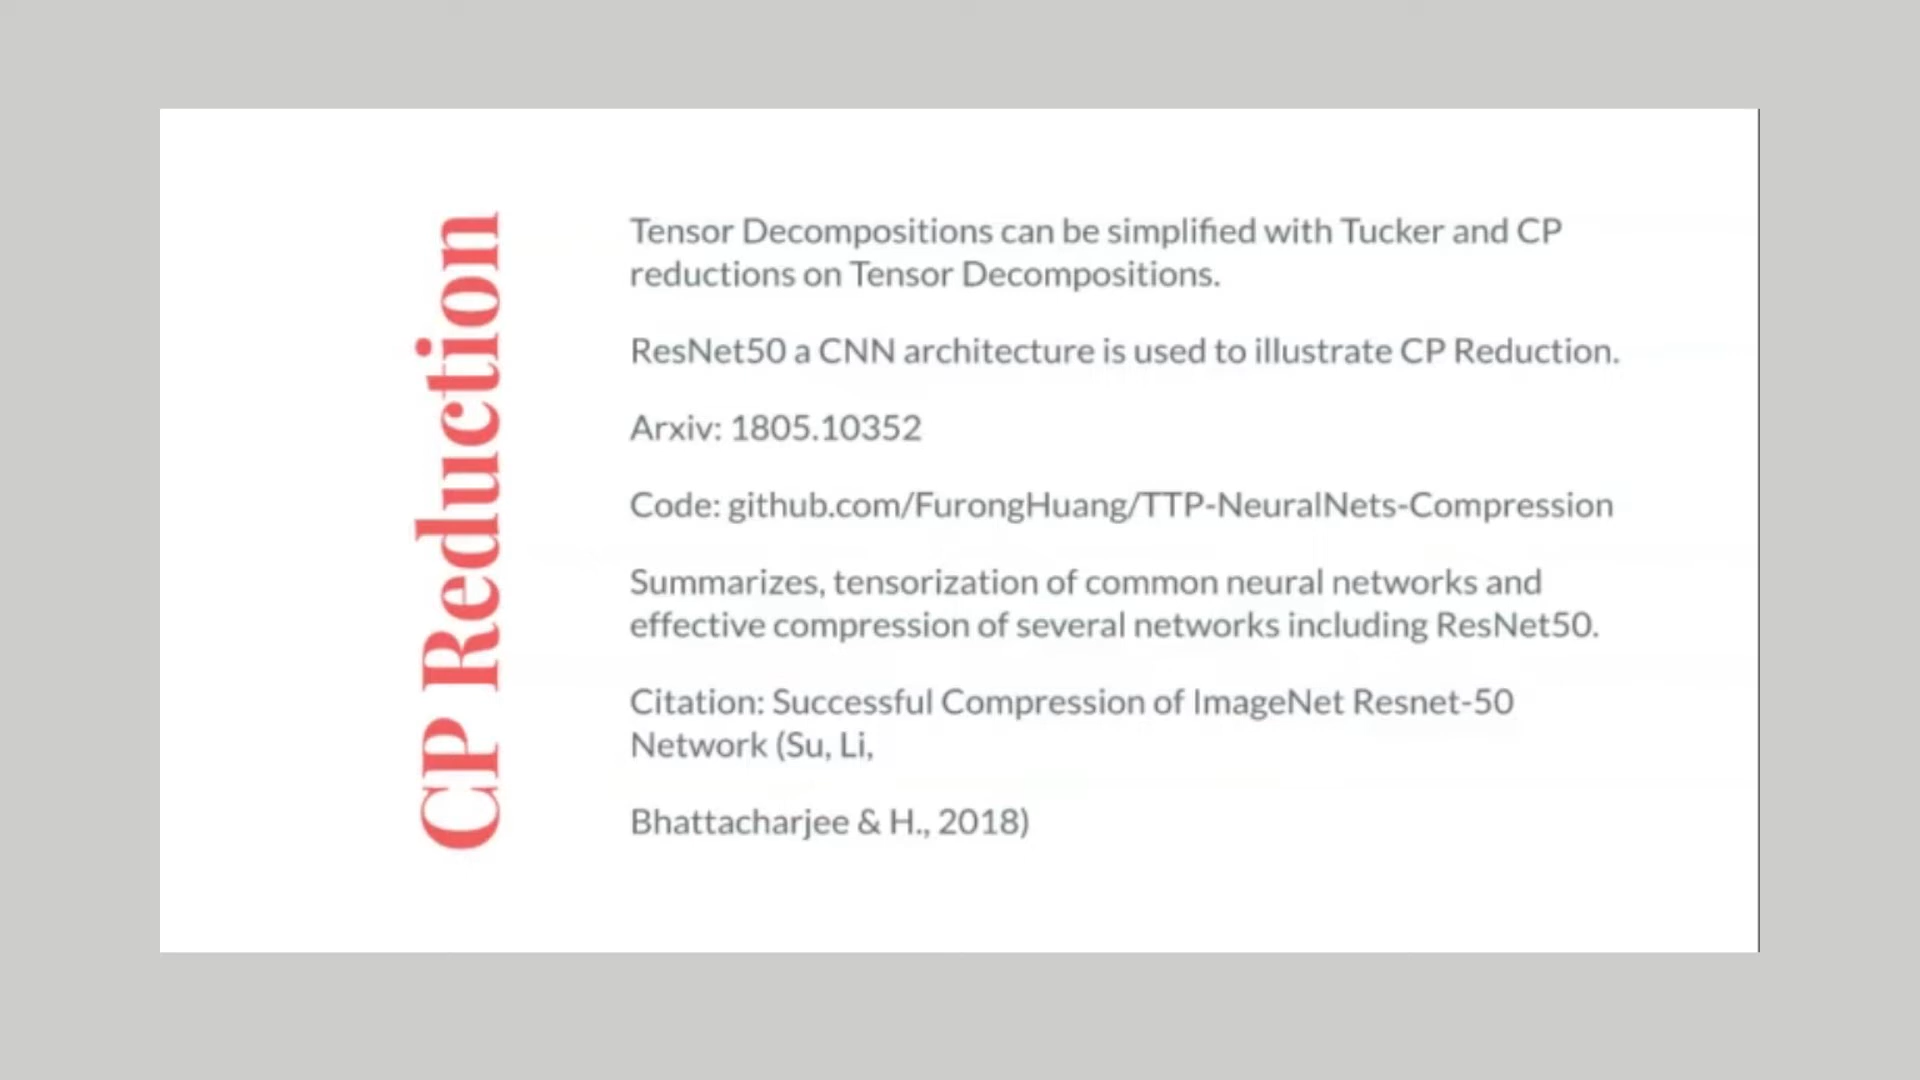 CP Reduction
Tensor Decompositions can be simplified with Tucker and CP
reductions on Tensor Decompositions.
ResNet50 a CNN architecture is used to illustrate CP Reduction.
Arxiv: 1805.10352
Code: github.com/FurongHuang/TTP-NeuralNets-Compression
Summarizes, tensorization of common neural networks and
effective compression of several networks including ResNet50.
Citation: Successful Compression of ImageNet Resnet-50
Network (Su, Li,
Bhattacharjee & H., 2018)